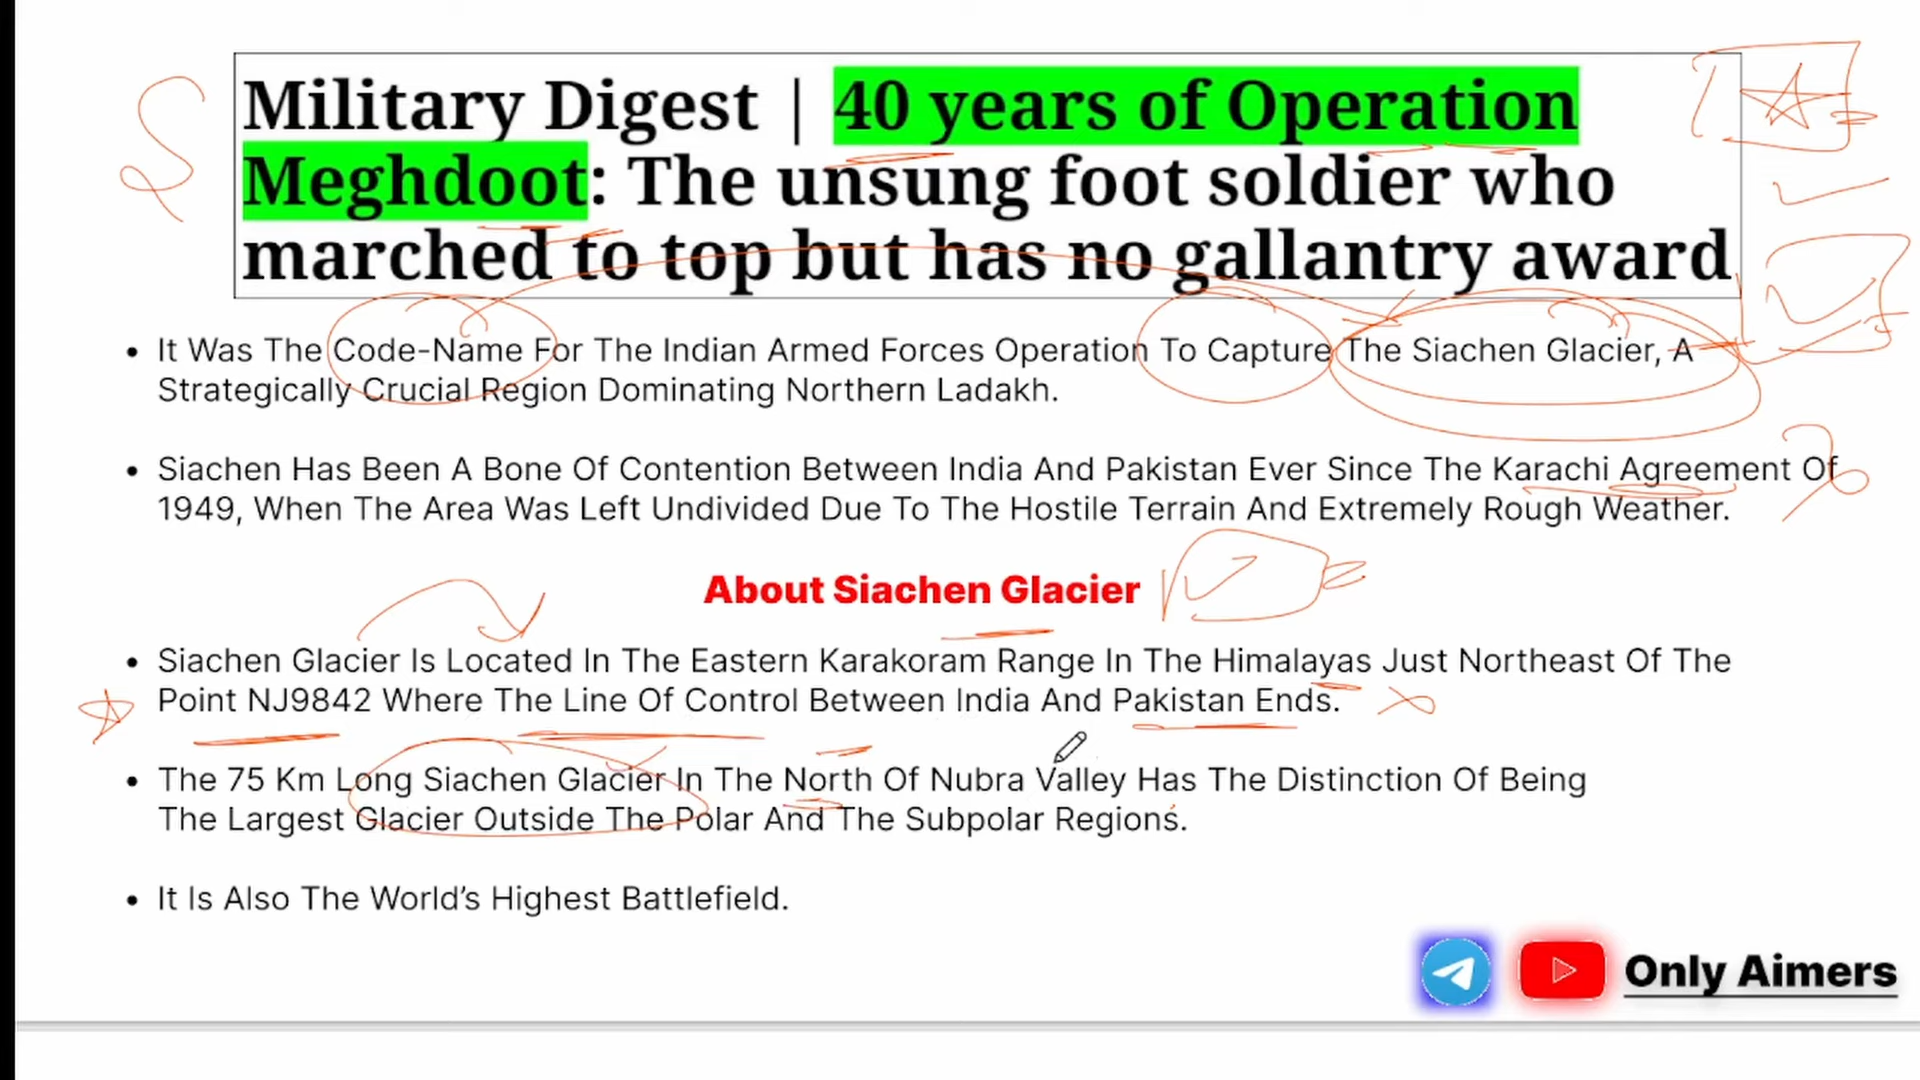 Military Digest | 40 years of Operation
Meghdoot: The unsung foot soldier who
marched to top but has no gallantry award
• It Was The Code-Name For The Indian Armed Forces Operation To Capture The Siachen Glacier, A
Strategically Crucial Region Dominating Northern Ladakh.
• Siachen Has Been A Bone Of Contention Between India And Pakistan Ever Since The Karachi Agreement Of
1949, When The Area Was Left Undivided Due To The Hostile Terrain And Extremely Rough Weather.
About Siachen Glacier
• Siachen Glacier Is Located In The Eastern Karakoram Range In The Himalayas Just Northeast Of The
Point NJ9842 Where The Line Of Control Between India And Pakistan Ends.
• The 75 Km Long Siachen Glacier In The North Of Nubra Valley Has The Distinction Of Being
The Largest Glacier Outside The Polar And The Subpolar Regions.
• It Is Also The World's Highest Battlefield.
Only Aimers